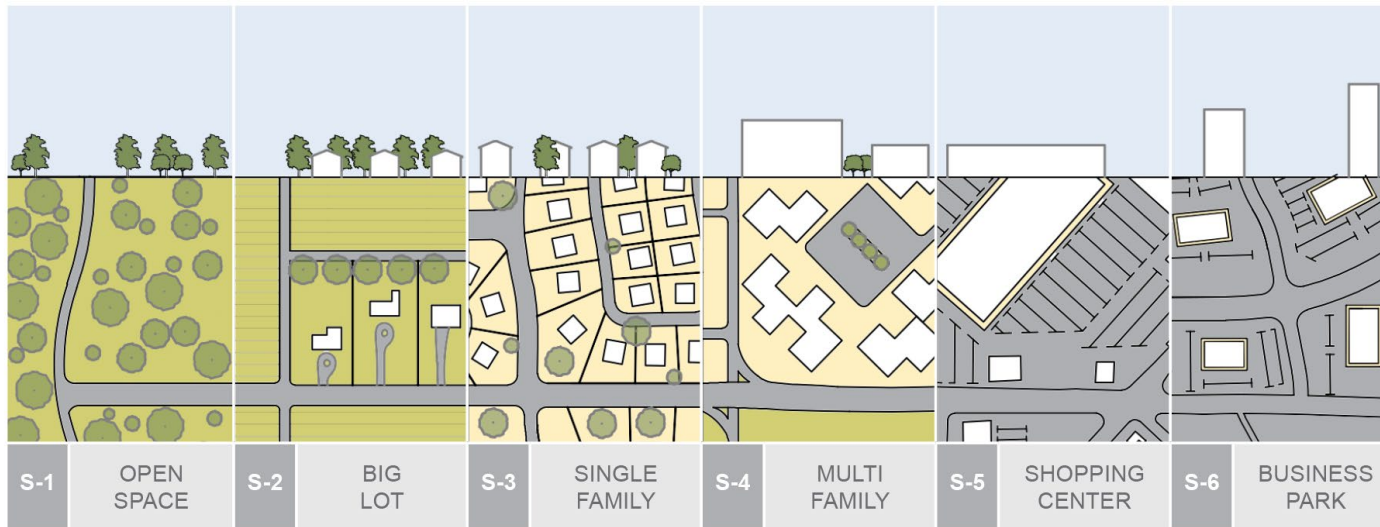 S-1
OPEN
SPACE
S-2
BIG
LOT
S-3
SINGLE
FAMILY
S-4
MULTI
FAMILY
S-5
SHOPPING
CENTER
S-6
BUSINESS
PARK